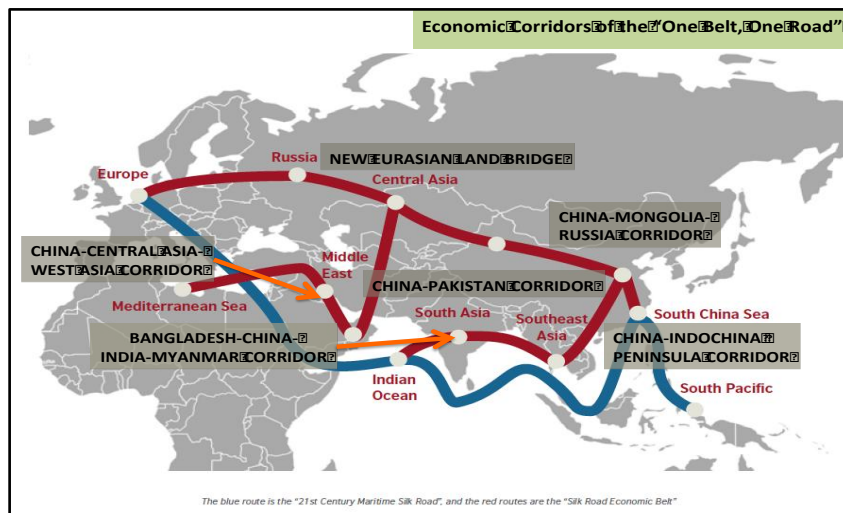 Economic Corridors of the "One Belt, One Road"
Russia
NEW EURASIAN LAND BRIDGE
Europe
Central Asia
CHINA-MONGOLIA-
RUSSIA CORRIDOR
CHINA-CENTRAL ASIA-
WEST ASIA CORRIDOR
Middle
East
CHINA-PAKISTAN CORRIDOR
Mediterranean Sea
South Asia
Southeast
Asia
South China Sea
BANGLADESH-CHINA-
INDIA-MYANMAR CORRIDOR
CHINA-INDOCHINA
PENINSULA CORRIDOR
Indian
Ocean
South Pacific
The blue route is the "21st Century Maritime Silk Road", and the red routes are the "Silk Road Economic Belt"